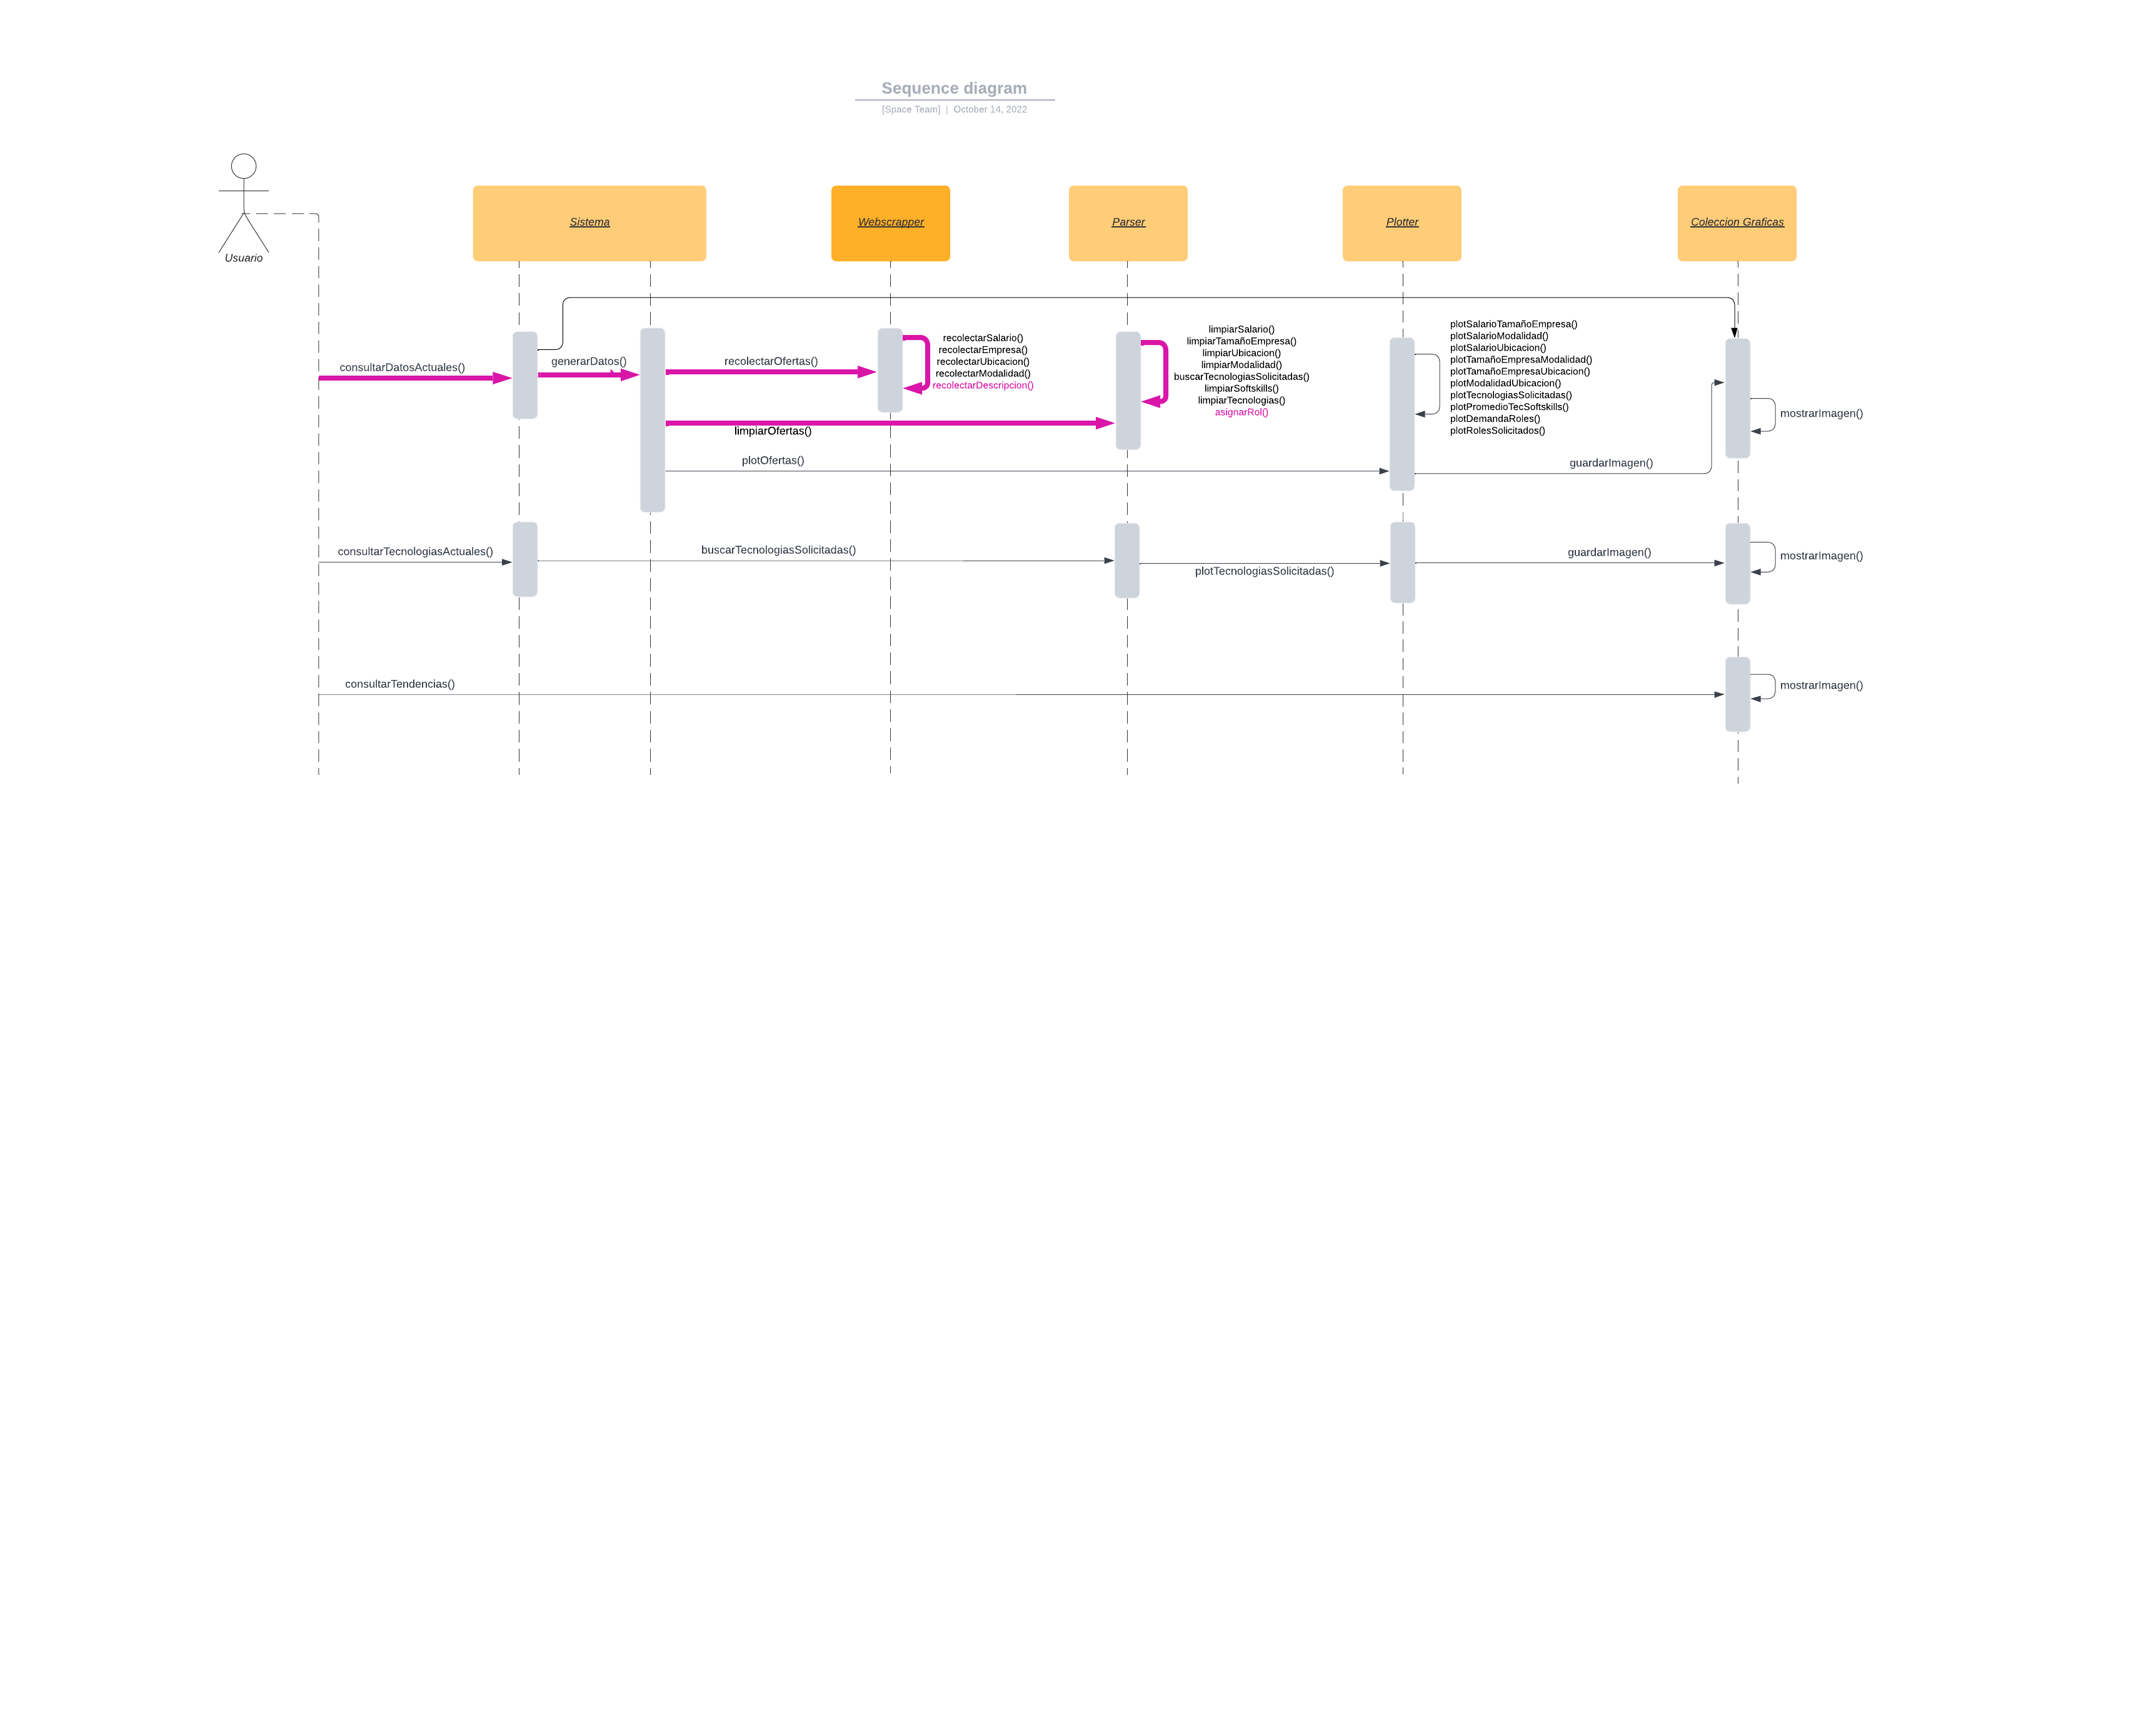 Sequence diagram
[Space Team] | October 14, 2022
Usuario
Sistema
Webscrapper
Parser
Plotter
Coleccion Graficas
consultarDatosActuales()
generarDatos()
recolectarOfertas()
recolectarSalario()
recolectarEmpresa()
recolectarUbicacion()
recolectarModalidad()
recolectarDescripcion()
limpiarSalario()
limpiarTamañoEmpresa()
limpiarUbicacion()
limpiarModalidad()
buscarTecnologiasSolicitadas()
limpiarSoftskills()
limpiarTecnologias()
asignarRol()
plotSalarioTamañoEmpresa()
plotSalarioModalidad()
plotSalarioUbicacion()
plotTamañoEmpresaModalidad()
plotTamañoEmpresaUbicacion()
plotModalidadUbicacion()
plotTecnologiasSolicitadas()
plotPromedioTecSoftskills()
plotDemandaRoles()
plotRolesSolicitados()
mostrarImagen()
limpiarOfertas()
plotOfertas()
guardarImagen()
consultarTecnologiasActuales()
buscarTecnologiasSolicitadas()
plotTecnologiasSolicitadas()
guardarImagen()
mostrarImagen()
consultarTendencias()
mostrarImagen()